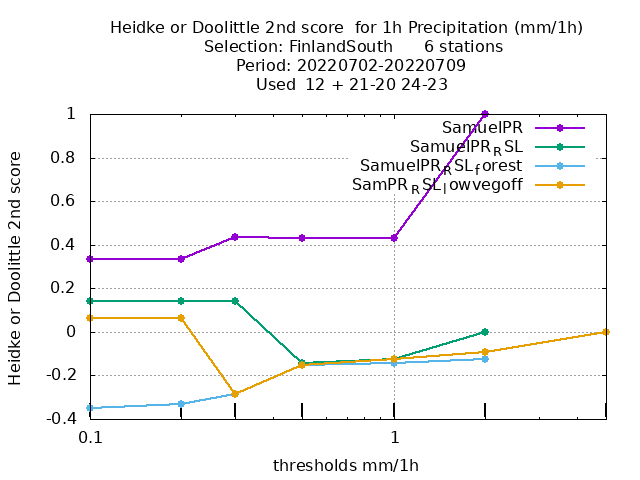 Heidke or Doolittle 2nd score  for 1h Precipitation (mm/1h)
Selection: FinlandSouth      6 stations
Period: 20220702-20220709
Used  12 + 21-20 24-23
Heidke or Doolittle 2nd score
1
0.8
0.6
0.4
0.2
0
-0.2
-0.4
SamuelPR
SamuelPR_RSL
SamuelPR_RSL_forest
SamPR_RSL_lowvegoff
0.1
1
thresholds mm/1h